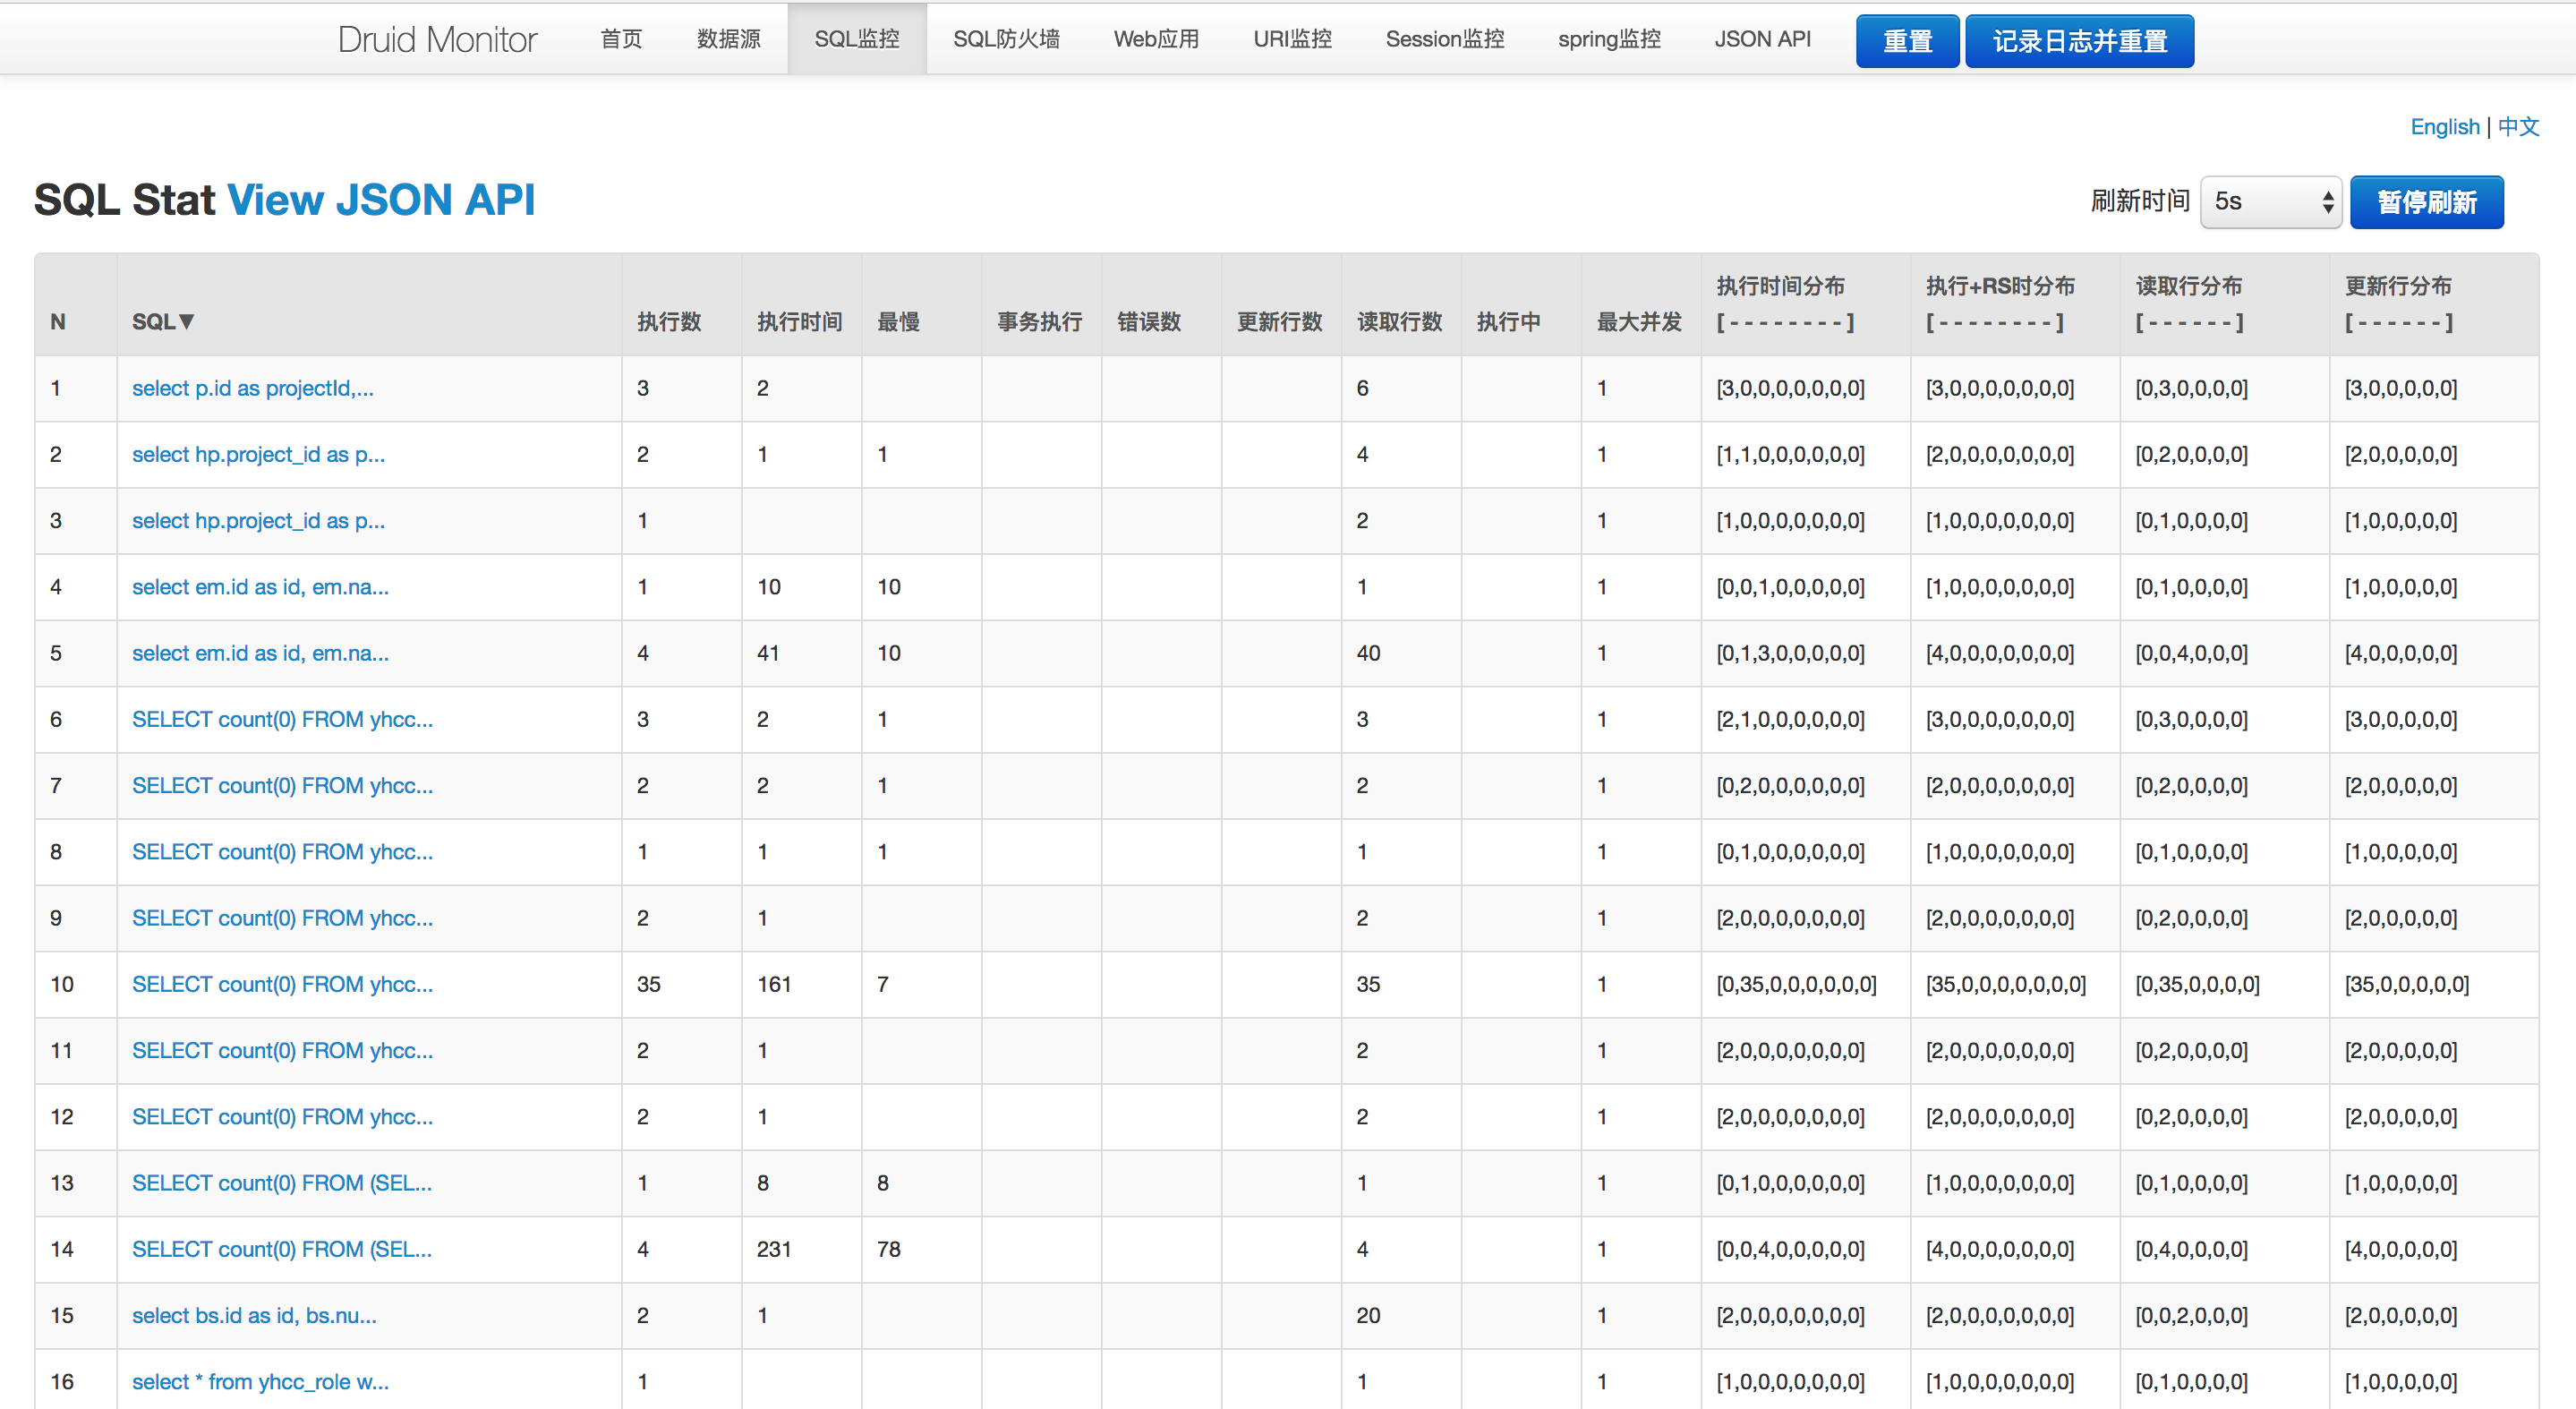 Druid Monitor 首页 数据源 SQL监控 SQL防火墙 Web应用 URI监控 Session监控 spring监控 JSON API 重置 记录日志并重置
English | 中文
SQL Stat View JSON API 刷新时间 5s 暂停刷新
N SQL▼ 执行数 执行时间 最慢 事务执行 错误数 更新行数 读取行数 执行中 最大并发 执行时间分布 [ - - - - - - - - ] 执行+RS时分布 [ - - - - - - - - ] 读取行分布 [ - - - - - - ] 更新行分布 [ - - - - - - ]
1 select p.id as projectId,... 3 2 6 1 [3,0,0,0,0,0,0,0] [3,0,0,0,0,0,0,0] [0,3,0,0,0,0] [3,0,0,0,0,0]
2 select hp.project_id as p... 2 1 1 4 1 [1,1,0,0,0,0,0,0] [2,0,0,0,0,0,0,0] [0,2,0,0,0,0] [2,0,0,0,0,0]
3 select hp.project_id as p... 1 2 1 [1,0,0,0,0,0,0,0] [1,0,0,0,0,0,0,0] [0,1,0,0,0,0] [1,0,0,0,0,0]
4 select em.id as id, em.na... 1 10 10 1 1 [0,0,1,0,0,0,0,0] [1,0,0,0,0,0,0,0] [0,1,0,0,0,0] [1,0,0,0,0,0]
5 select em.id as id, em.na... 4 41 10 40 1 [0,1,3,0,0,0,0,0] [4,0,0,0,0,0,0,0] [0,0,4,0,0,0] [4,0,0,0,0,0]
6 SELECT count(0) FROM yhcc... 3 2 1 3 1 [2,1,0,0,0,0,0,0] [3,0,0,0,0,0,0,0] [0,3,0,0,0,0] [3,0,0,0,0,0]
7 SELECT count(0) FROM yhcc... 2 2 1 2 1 [0,2,0,0,0,0,0,0] [2,0,0,0,0,0,0,0] [0,2,0,0,0,0] [2,0,0,0,0,0]
8 SELECT count(0) FROM yhcc... 1 1 1 1 1 [0,1,0,0,0,0,0,0] [1,0,0,0,0,0,0,0] [0,1,0,0,0,0] [1,0,0,0,0,0]
9 SELECT count(0) FROM yhcc... 2 1 2 1 [2,0,0,0,0,0,0,0] [2,0,0,0,0,0,0,0] [0,2,0,0,0,0] [2,0,0,0,0,0]
10 SELECT count(0) FROM yhcc... 35 161 7 35 1 [0,35,0,0,0,0,0,0] [35,0,0,0,0,0,0,0] [0,35,0,0,0,0] [35,0,0,0,0,0]
11 SELECT count(0) FROM yhcc... 2 1 2 1 [2,0,0,0,0,0,0,0] [2,0,0,0,0,0,0,0] [0,2,0,0,0,0] [2,0,0,0,0,0]
12 SELECT count(0) FROM yhcc... 2 1 2 1 [2,0,0,0,0,0,0,0] [2,0,0,0,0,0,0,0] [0,2,0,0,0,0] [2,0,0,0,0,0]
13 SELECT count(0) FROM (SEL... 1 8 8 1 1 [0,1,0,0,0,0,0,0] [1,0,0,0,0,0,0,0] [0,1,0,0,0,0] [1,0,0,0,0,0]
14 SELECT count(0) FROM (SEL... 4 231 78 4 1 [0,0,4,0,0,0,0,0] [4,0,0,0,0,0,0,0] [0,4,0,0,0,0] [4,0,0,0,0,0]
15 select bs.id as id, bs.nu... 2 1 20 1 [2,0,0,0,0,0,0,0] [2,0,0,0,0,0,0,0] [0,0,2,0,0,0] [2,0,0,0,0,0]
16 select * from yhcc_role w... 1 1 1 [1,0,0,0,0,0,0,0] [1,0,0,0,0,0,0,0] [0,1,0,0,0,0] [1,0,0,0,0,0]